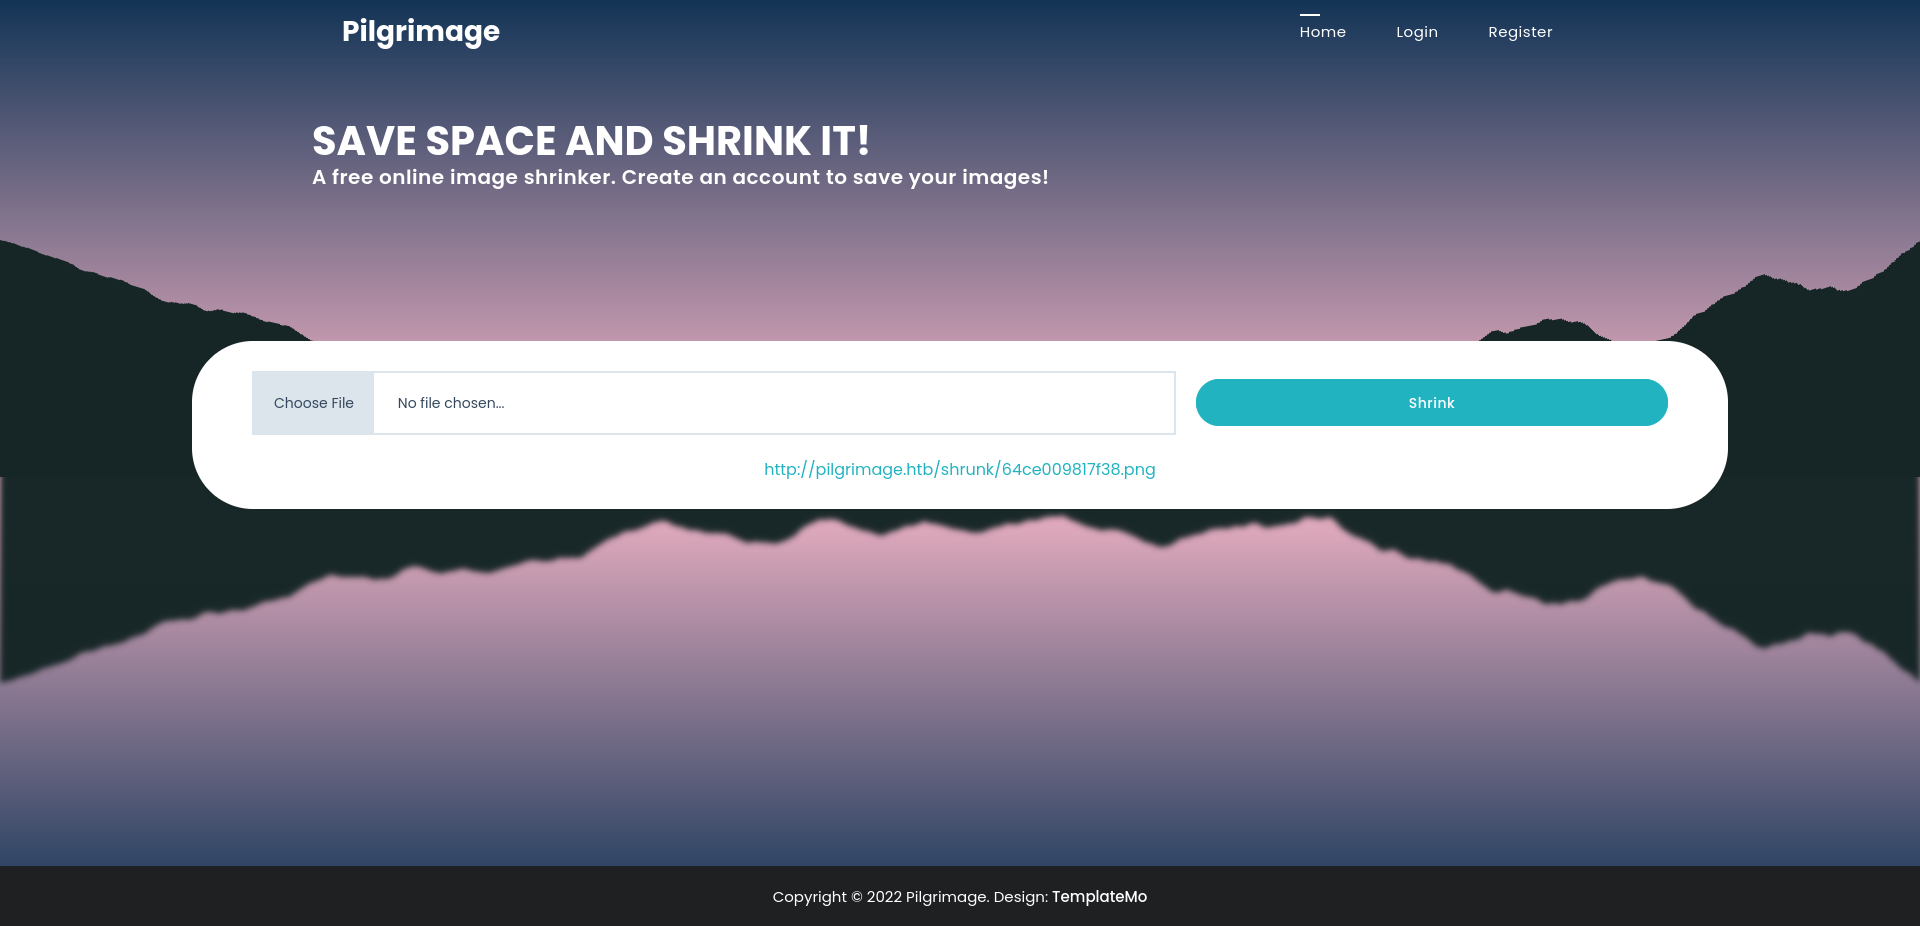 Pilgrimage
Home Login Register
SAVE SPACE AND SHRINK IT!
A free online image shrinker. Create an account to save your images!
Choose File No file chosen... Shrink
http://pilgrimage.htb/shrunk/64ce009817f38.png
Copyright © 2022 Pilgrimage. Design: TemplateMo